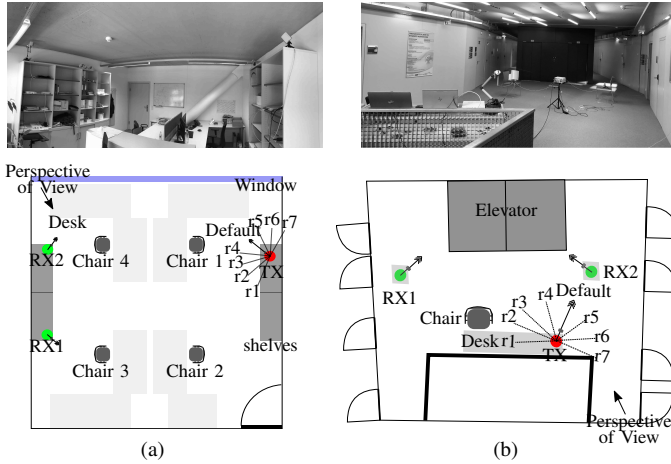 Perspective
of View
Window
Desk
Default
r5
r6
r7
r4
r3
r2
r1
RX2
Chair 4
Chair 1
TX
RX1
shelves
Chair 3
Chair 2
(a)
Elevator
RX1
RX2
Default
Chair
r3
r4
r2
r5
Desk
r1
r6
TX
r7
Perspective
of View
(b)